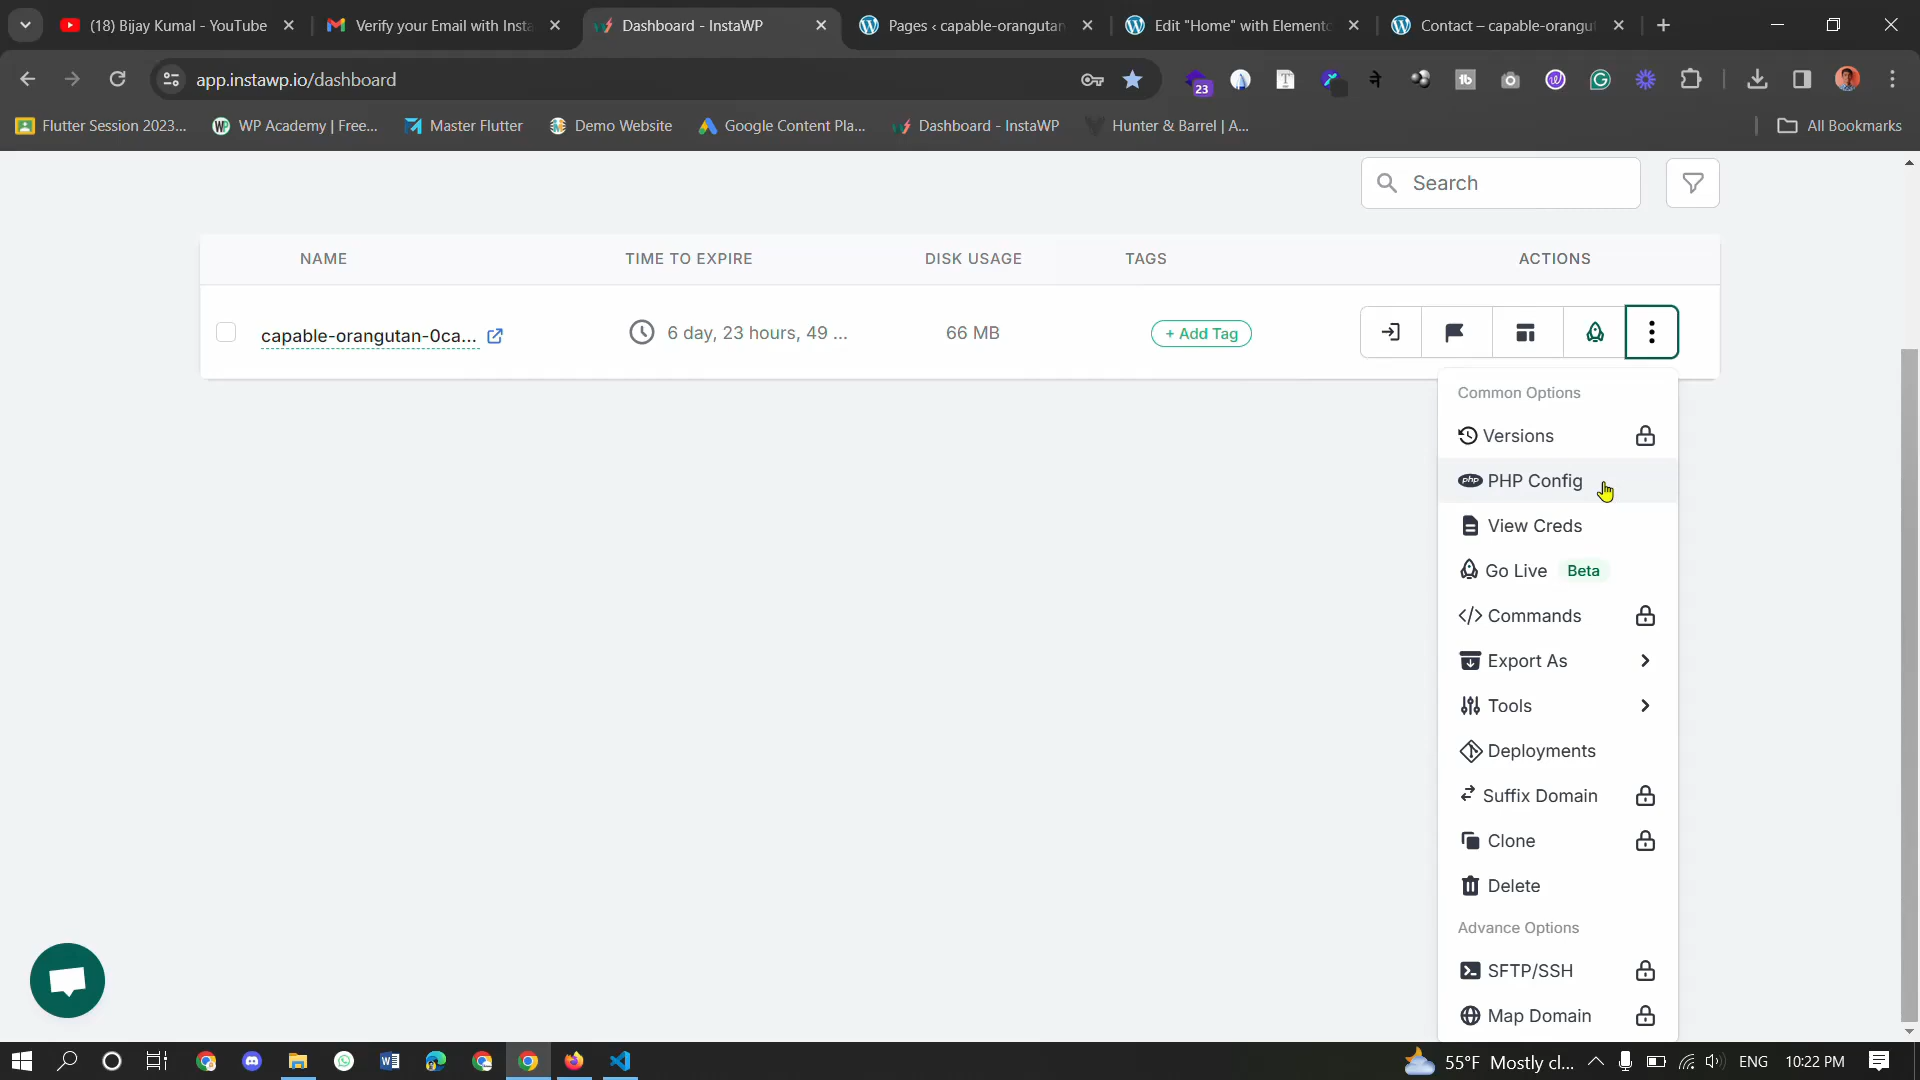 (18) Bijay Kumal - YouTube
Verify your Email with Insta
Dashboard - InstaWP
Pages ‹ capable-orangutan
Edit "Home" with Elemento
Contact – capable-orangu
app.instawp.io/dashboard
23
Flutter Session 2023...
WP Academy | Free...
Master Flutter
Demo Website
Google Content Pla...
Dashboard - InstaWP
Hunter & Barrel | A...
All Bookmarks
Search
NAME
TIME TO EXPIRE
DISK USAGE
TAGS
ACTIONS
capable-orangutan-0ca...
6 day, 23 hours, 49 ...
66 MB
+ Add Tag
Common Options
Versions
php PHP Config
View Creds
Go Live Beta
</> Commands
Export As
Tools
Deployments
Suffix Domain
Clone
Delete
Advance Options
SFTP/SSH
Map Domain
55°F Mostly cl...
ENG
10:22 PM